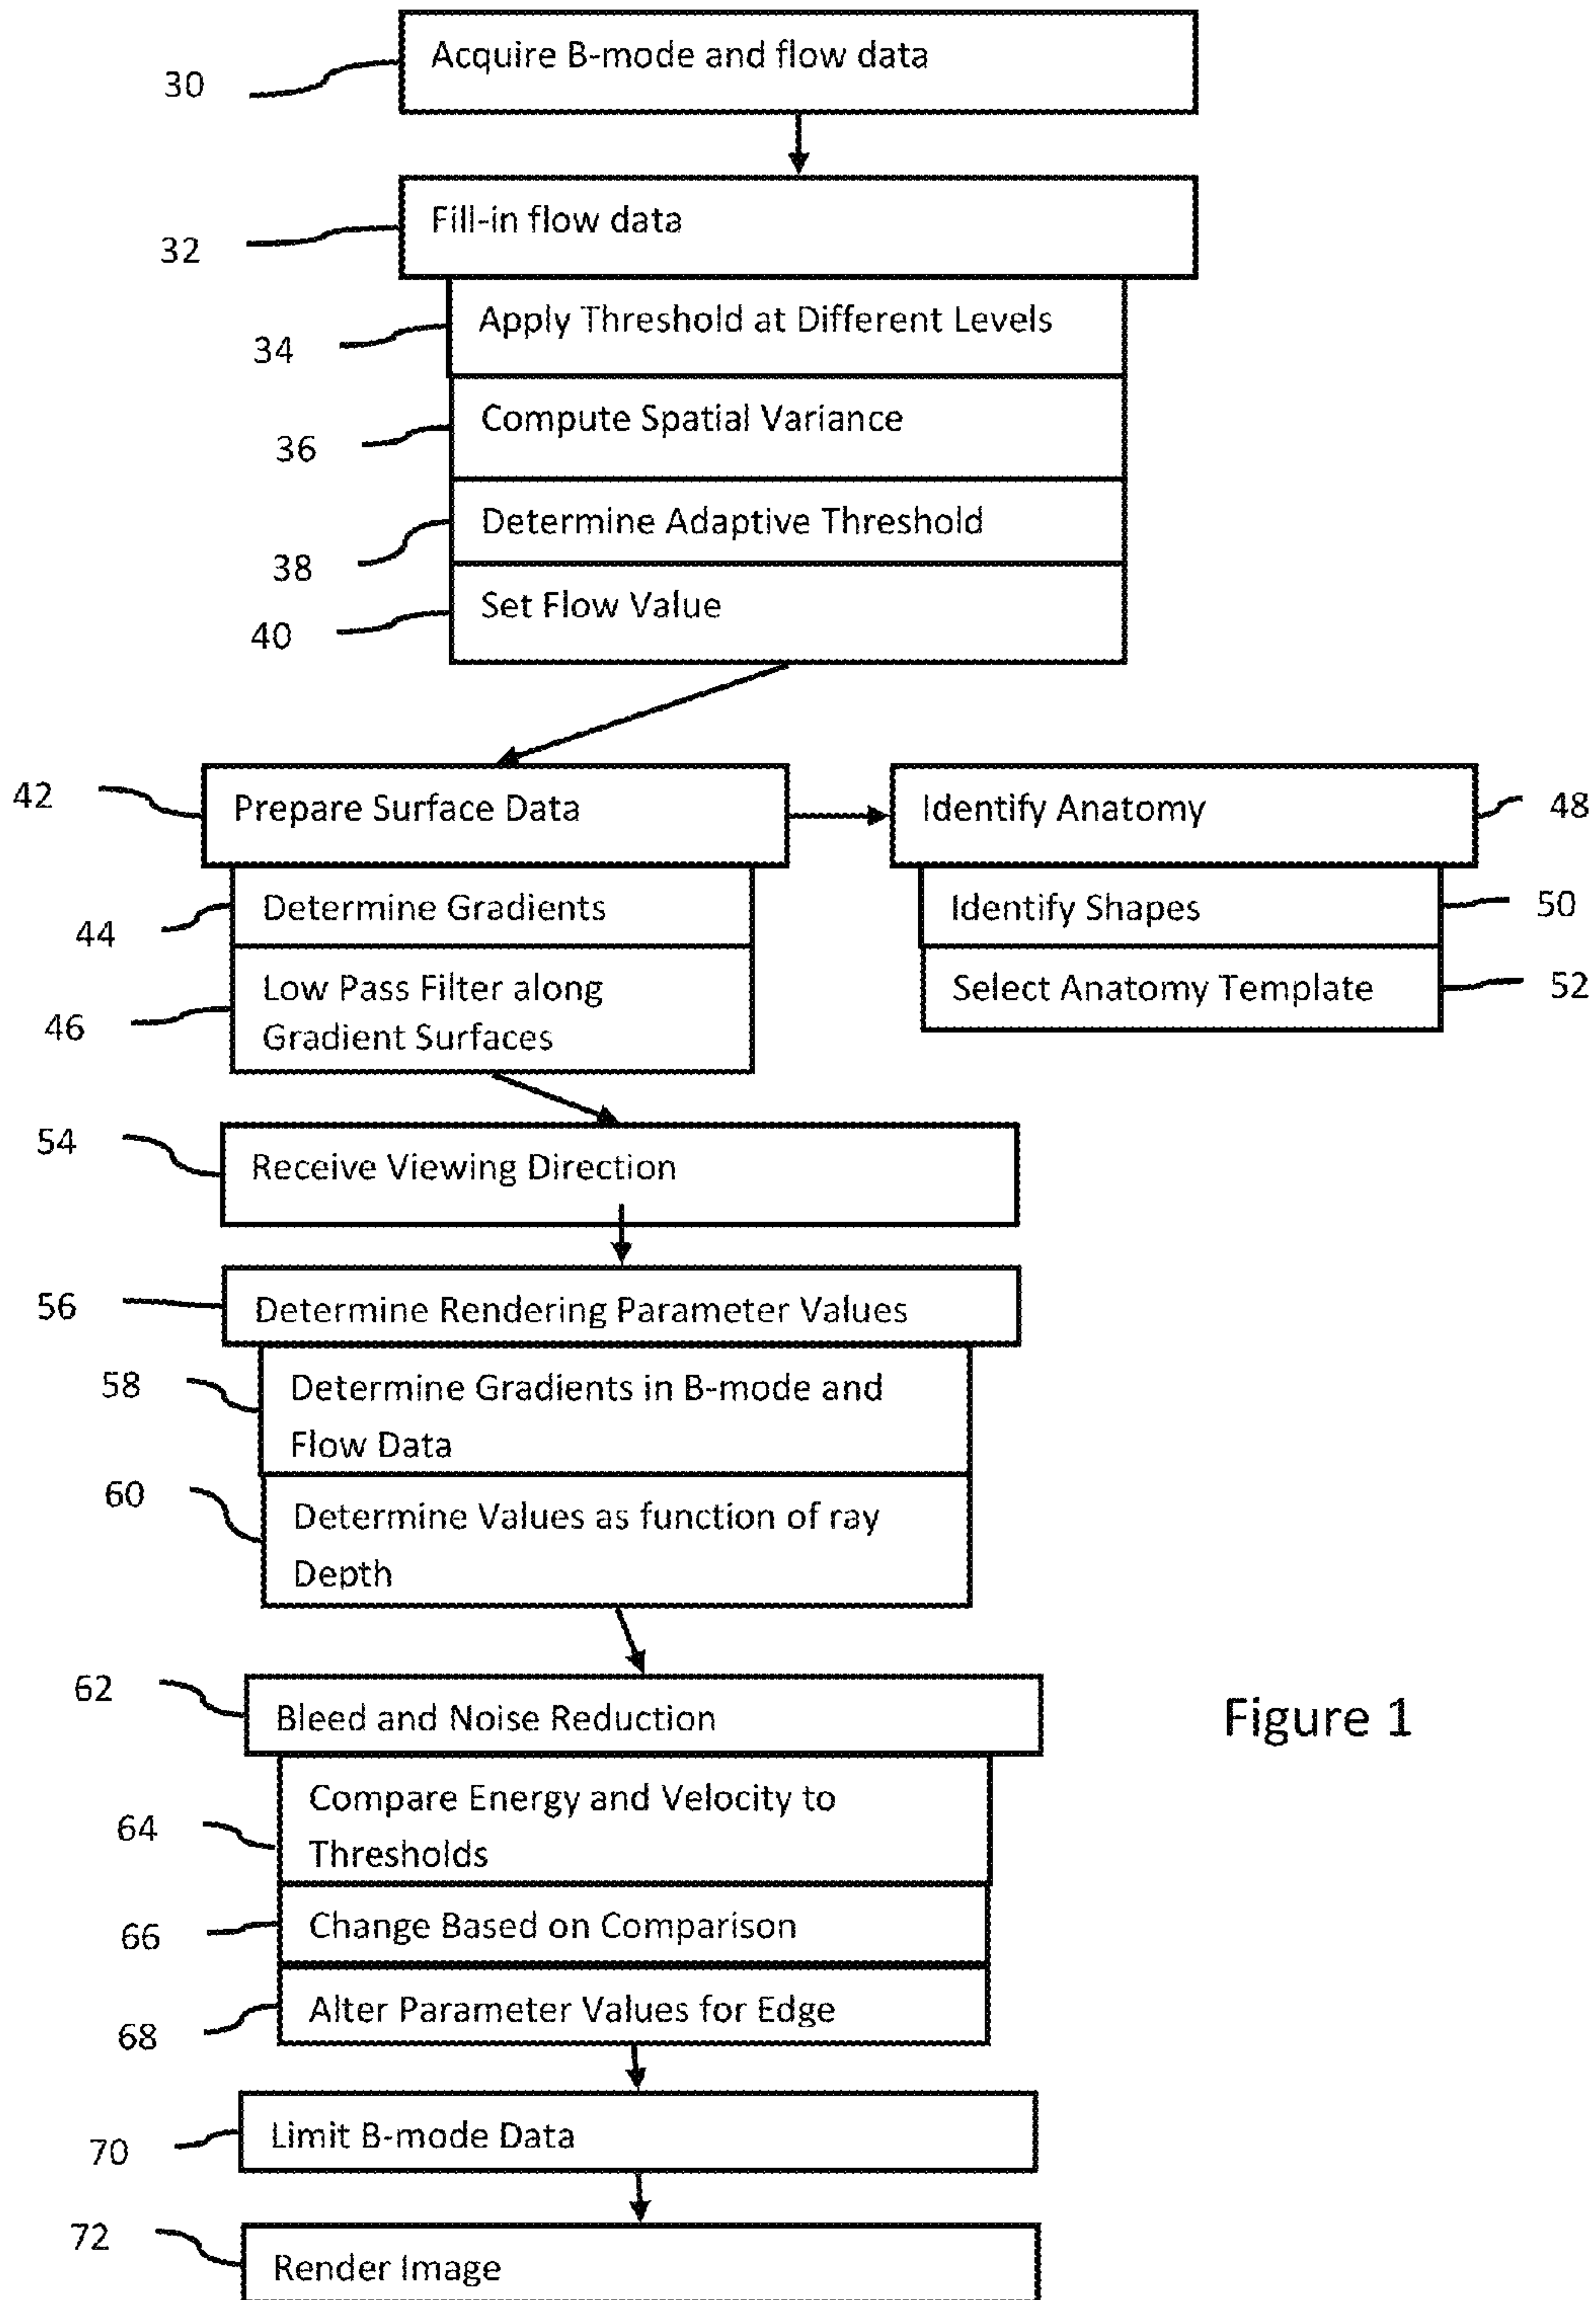 Acquire B-mode and flow data
30
Fill-in flow data
32
Apply Threshold at Different Levels
34
Compute Spatial Variance
36
Determine Adaptive Threshold
38
Set Flow Value
40
42
Prepare Surface Data
Identify Anatomy
48
Determine Gradients
44
Identify Shapes
50
Low Pass Filter along
Gradient Surfaces
46
Select Anatomy Template
52
54
Receive Viewing Direction
56
Determine Rendering Parameter Values
58
Determine Gradients in B-mode and
Flow Data
60
Determine Values as function of ray
Depth
62
Bleed and Noise Reduction
Figure 1
Compare Energy and Velocity to
Thresholds
64
Change Based on Comparison
66
Alter Parameter Values for Edge
68
Limit B-mode Data
70
72
Render Image